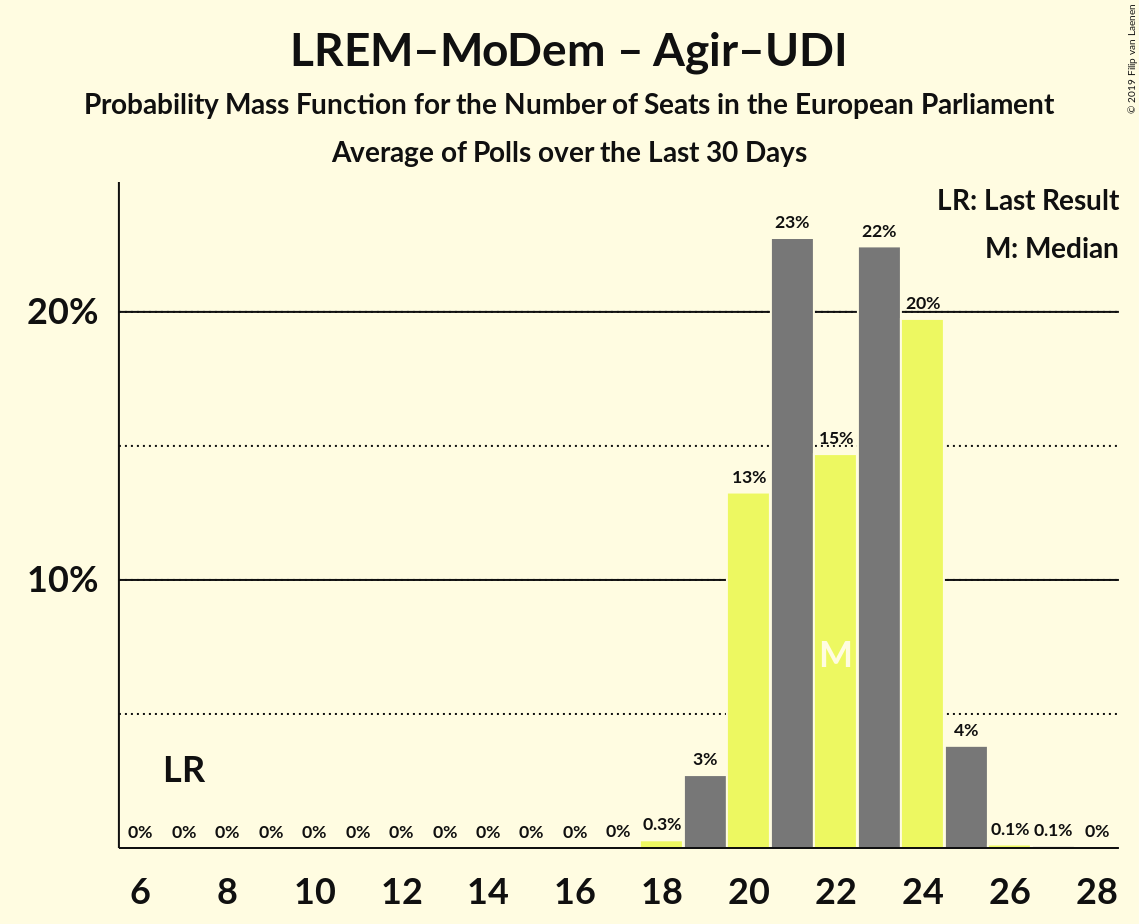 LREM–MoDem – Agir–UDI
Probability Mass Function for the Number of Seats in the European Parliament
Average of Polls over the Last 30 Days
© 2019 Filip van Laenen
LR: Last Result
M: Median
23%
22%
20%
20%
15%
13%
10%
M
4%
3%
LR
0% 0% 0% 0% 0% 0% 0% 0% 0% 0% 0% 0% 0.3% 0.1% 0.1% 0%
6 8 10 12 14 16 18 20 22 24 26 28